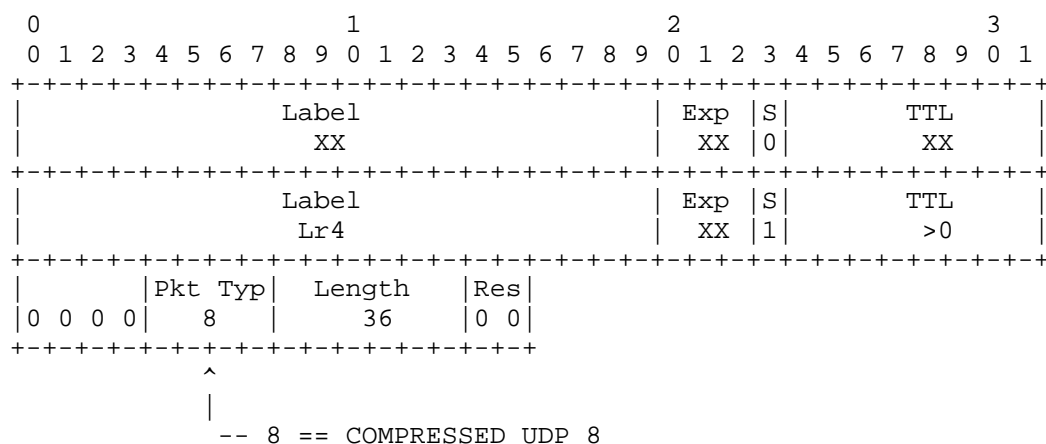 0                   1                   2                   3
0 1 2 3 4 5 6 7 8 9 0 1 2 3 4 5 6 7 8 9 0 1 2 3 4 5 6 7 8 9 0 1
+-+-+-+-+-+-+-+-+-+-+-+-+-+-+-+-+-+-+-+-+-+-+-+-+-+-+-+-+-+-+-+-+
|                Label                  | Exp |S|       TTL     |
|                  XX                   |  XX |0|        XX     |
+-+-+-+-+-+-+-+-+-+-+-+-+-+-+-+-+-+-+-+-+-+-+-+-+-+-+-+-+-+-+-+-+
|                Label                  | Exp |S|       TTL     |
|                 Lr4                   |  XX |1|        >0     |
+-+-+-+-+-+-+-+-+-+-+-+-+-+-+-+-+-+-+-+-+-+-+-+-+-+-+-+-+-+-+-+-+
|       |Pkt Typ|  Length   |Res|
|0 0 0 0|   8   |     36    |0 0|
+-+-+-+-+-+-+-+-+-+-+-+-+-+-+-+-+
^
|
-- 8 == COMPRESSED UDP 8